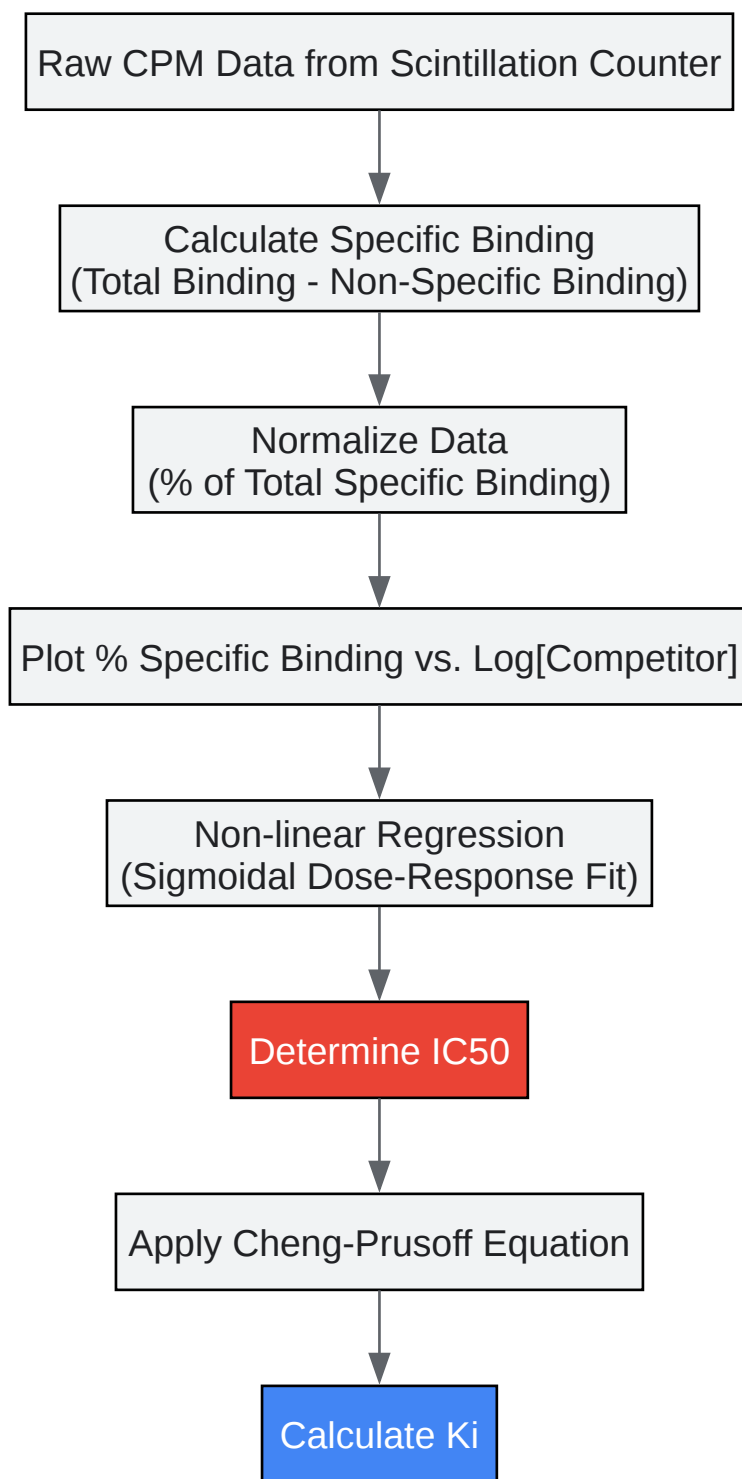 Raw CPM Data from Scintillation Counter
Calculate Specific Binding
(Total Binding - Non-Specific Binding)
Normalize Data
(% of Total Specific Binding)
Plot % Specific Binding vs. Log[Competitor]
Non-linear Regression
(Sigmoidal Dose-Response Fit)
Determine IC50
Apply Cheng-Prusoff Equation
Calculate Ki